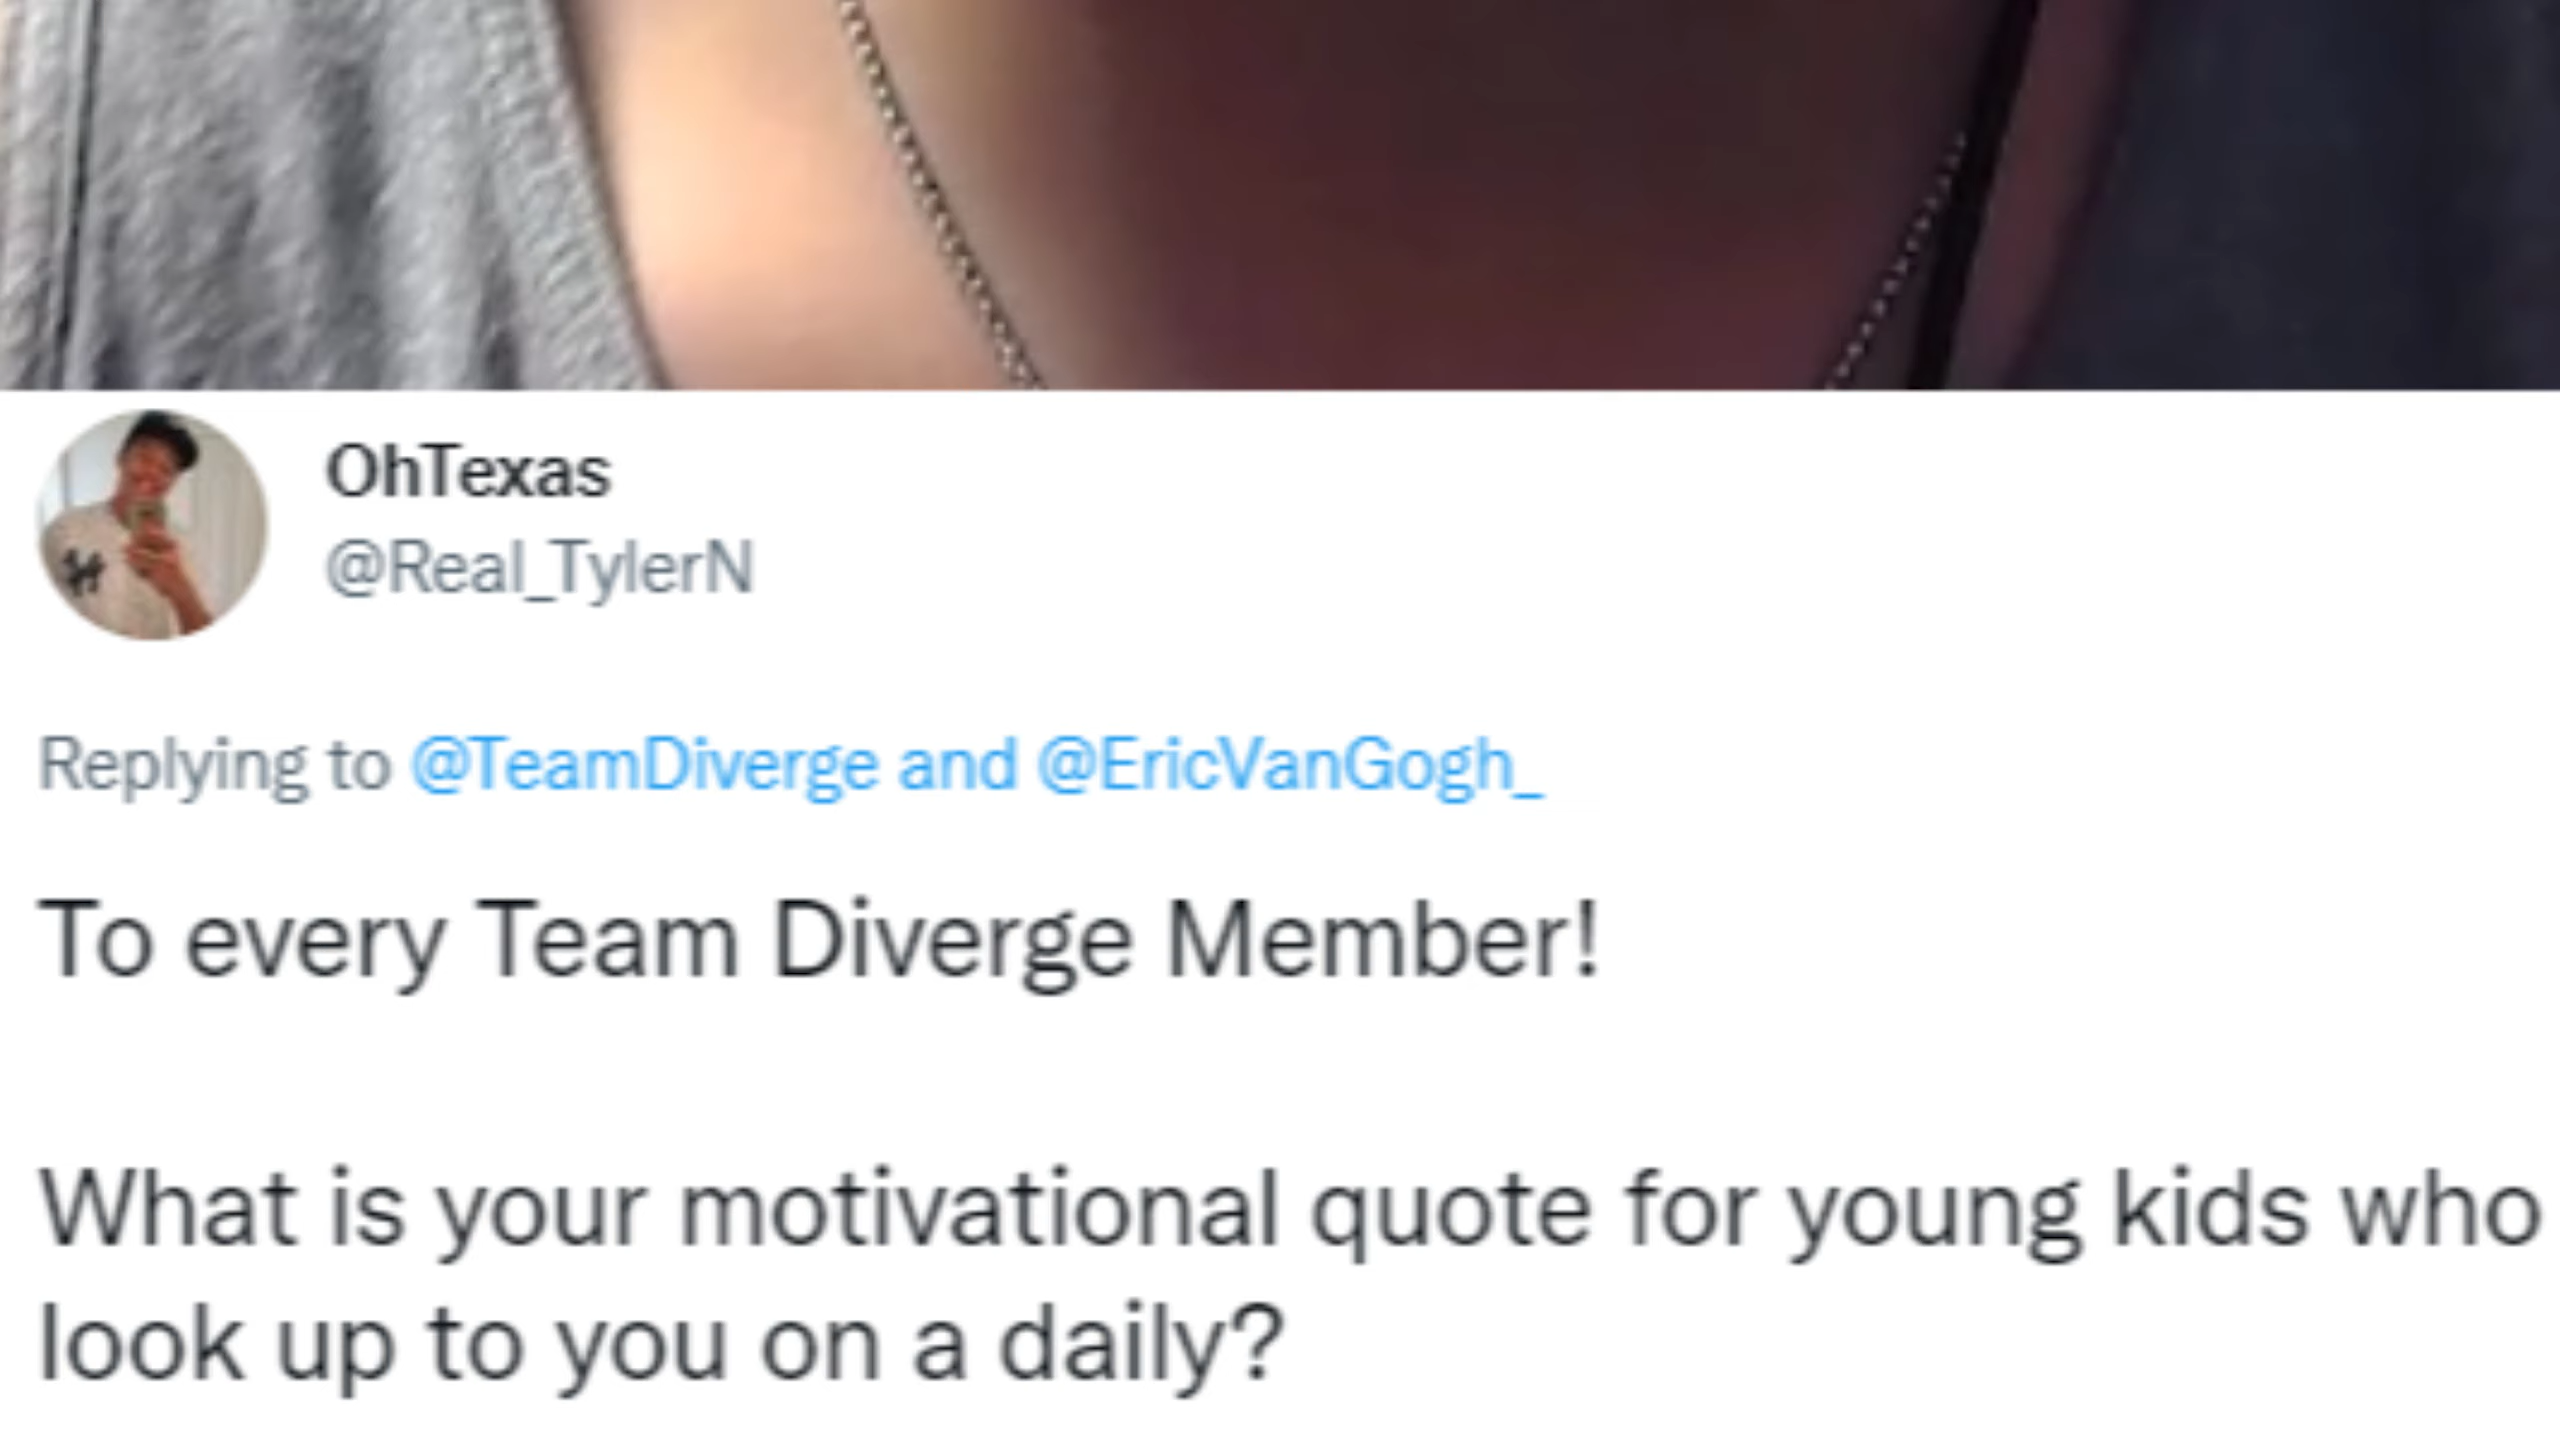 OhTexas
@Real_TylerN
Replying to @TeamDiverge and @EricVanGogh_
To every Team Diverge Member!
What is your motivational quote for young kids who
look up to you on a daily?